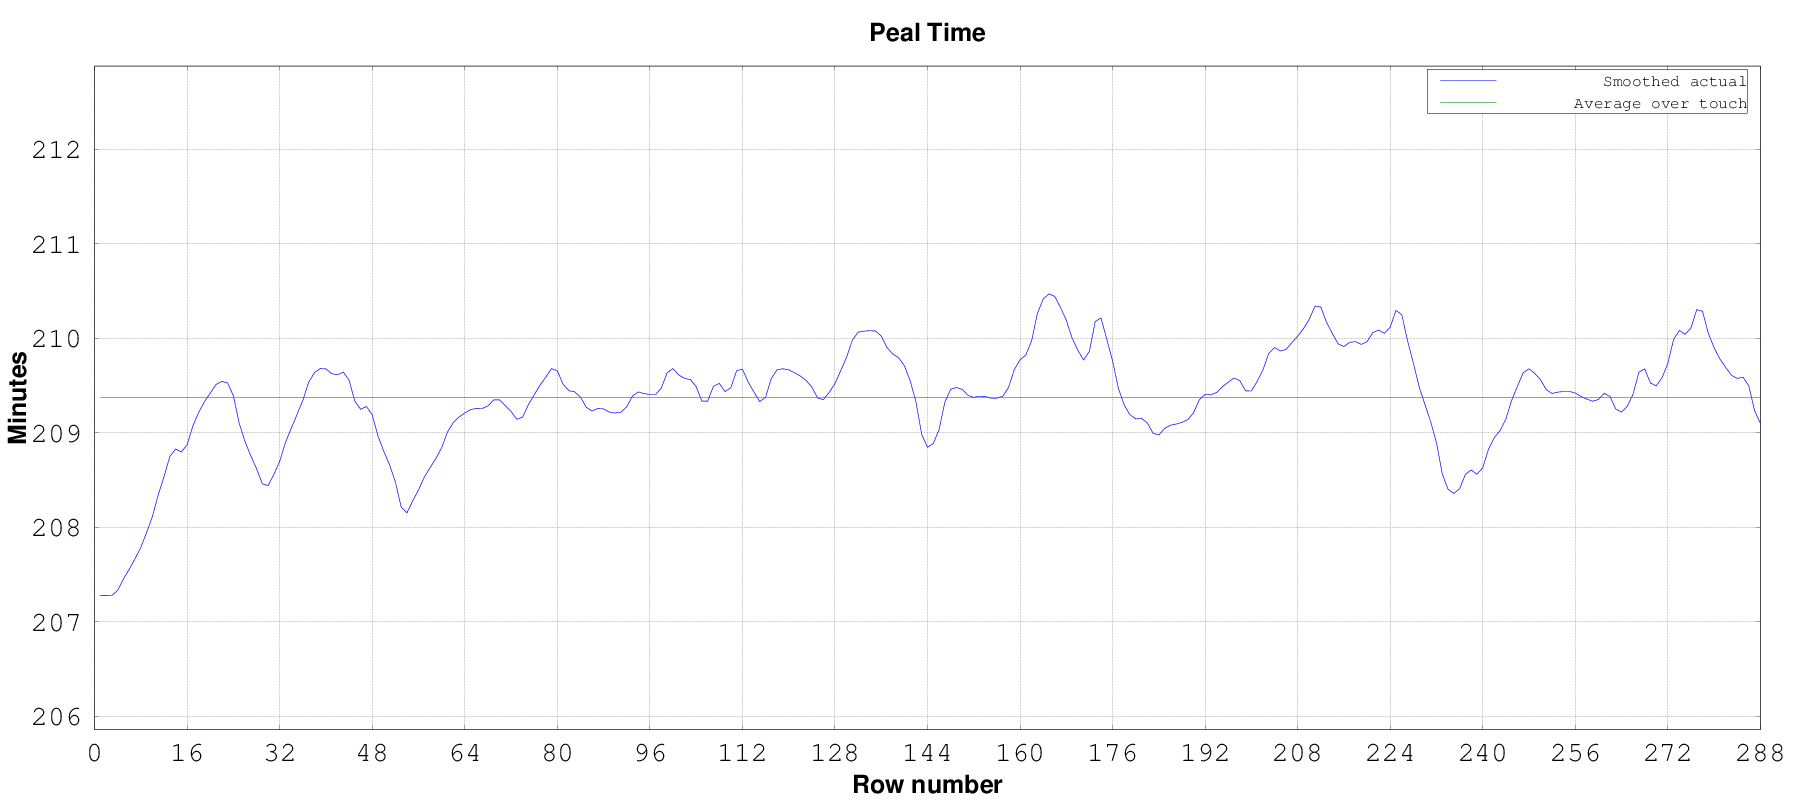 Peal Time
Smoothed actual
Average over touch
212
211
210
209
208
207
206
Minutes
0 16 32 48 64 80 96 112 128 144 160 176 192 208 224 240 256 272 288
Row number